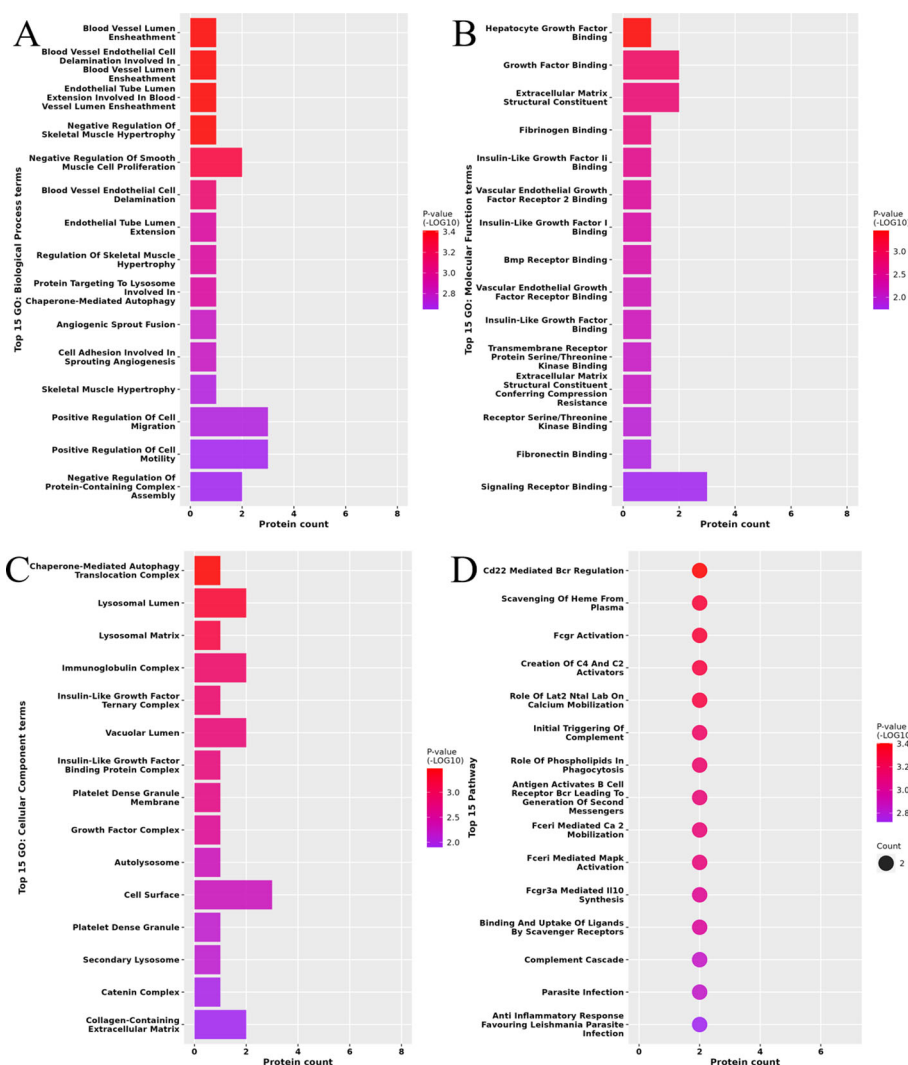 A
Top 15 GO: Biological Process terms
Blood Vessel Lumen
Ensheathment
Blood Vessel Endothelial Cell
Delamination Involved In
Blood Vessel Lumen
Ensheathment
Endothelial Tube Lumen
Extension Involved In Blood
Vessel Lumen Ensheathment
Negative Regulation Of
Skeletal Muscle Hypertrophy
Negative Regulation Of Smooth
Muscle Cell Proliferation
Blood Vessel Endothelial Cell
Delamination
Endothelial Tube Lumen
Extension
Regulation Of Skeletal Muscle
Hypertrophy
Protein Targeting To Lysosome
Involved In
Chaperone-Mediated Autophagy
Angiogenic Sprout Fusion
Cell Adhesion Involved In
Sprouting Angiogenesis
Skeletal Muscle Hypertrophy
Positive Regulation Of Cell
Migration
Positive Regulation Of Cell
Motility
Negative Regulation Of
Protein-Containing Complex
Assembly
0 2 4 6 8
Protein count
P-value
(-LOG10)
3.4
3.0
2.8
B
Top 15 GO: Molecular Function terms
Hepatocyte Growth Factor
Binding
Growth Factor Binding
Extracellular Matrix
Structural Constituent
Fibrinogen Binding
Insulin-Like Growth Factor Ii
Binding
Vascular Endothelial Growth
Factor Receptor 2 Binding
Insulin-Like Growth Factor I
Binding
Bmp Receptor Binding
Vascular Endothelial Growth
Factor Receptor Binding
Insulin-Like Growth Factor
Binding
Transmembrane Receptor
Protein Serine/Threonine
Kinase Binding
Extracellular Matrix
Structural Constituent
Conferring Compression
Resistance
Receptor Serine/Threonine
Kinase Binding
Fibronectin Binding
Signaling Receptor Binding
0 2 4 6 8
Protein count
P-value
(-LOG10)
3.0
2.5
2.0
C
Top 15 GO: Cellular Component terms
Chaperone-Mediated Autophagy
Translocation Complex
Lysosomal Lumen
Lysosomal Matrix
Immunoglobulin Complex
Insulin-Like Growth Factor
Ternary Complex
Vacuolar Lumen
Insulin-Like Growth Factor
Binding Protein Complex
Platelet Dense Granule
Membrane
Growth Factor Complex
Autolysosome
Cell Surface
Platelet Dense Granule
Secondary Lysosome
Catenin Complex
Collagen-Containing
Extracellular Matrix
0 2 4 6 8
Protein count
P-value
(-LOG10)
3.0
2.5
2.0
D
Top 15 Pathway
Cd22 Mediated Bcr Regulation
Scavenging Of Heme From
Plasma
Fcgr Activation
Creation Of C4 And C2
Activators
Role Of Lat2 Ntal Lab On
Calcium Mobilization
Initial Triggering Of
Complement
Role Of Phospholipids In
Phagocytosis
Antigen Activates B Cell
Receptor Bcr Leading To
Generation Of Second
Messengers
Fceri Mediated Ca 2
Mobilization
Fceri Mediated Mapk
Activation
Fcgr3a Mediated Il10
Synthesis
Binding And Uptake Of Ligands
By Scavenger Receptors
Complement Cascade
Parasite Infection
Anti Inflammatory Response
Favouring Leishmania Parasite
Infection
0 2 4 6
Protein count
P-value
(-LOG10)
3.4
3.2
3.0
2.8
Count
2